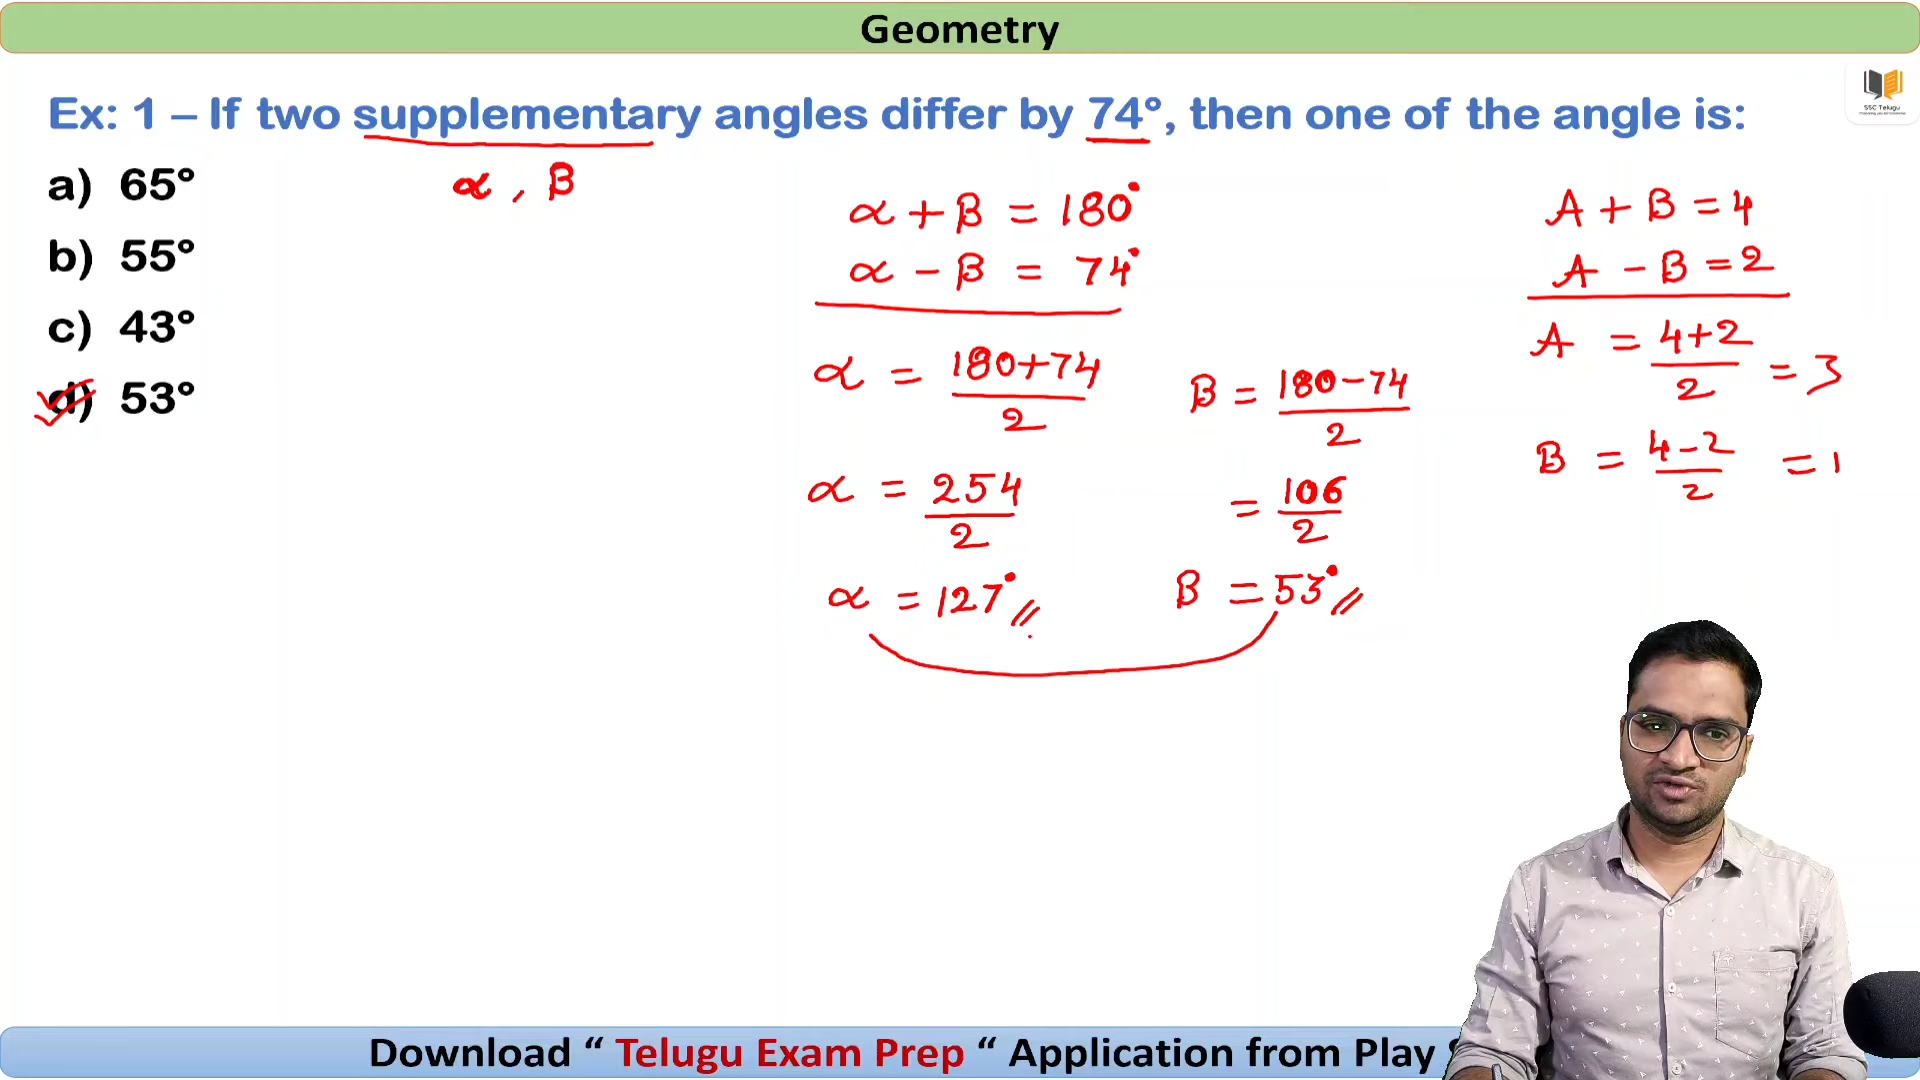 Geometry
SSC Telugu
Ex: 1 – If two supplementary angles differ by 74°, then one of the angle is:
a) 65°
b) 55°
c) 43°
d) 53°
α , β
α + β = 180°
α - β = 74°
α = 180+74/2
α = 254/2
α = 127°//
β = 180-74/2
= 106/2
β = 53°//
A + B = 4
A - B = 2
A = 4+2/2 = 3
B = 4-2/2 = 1
Download “ Telugu Exam Prep “ Application from Play